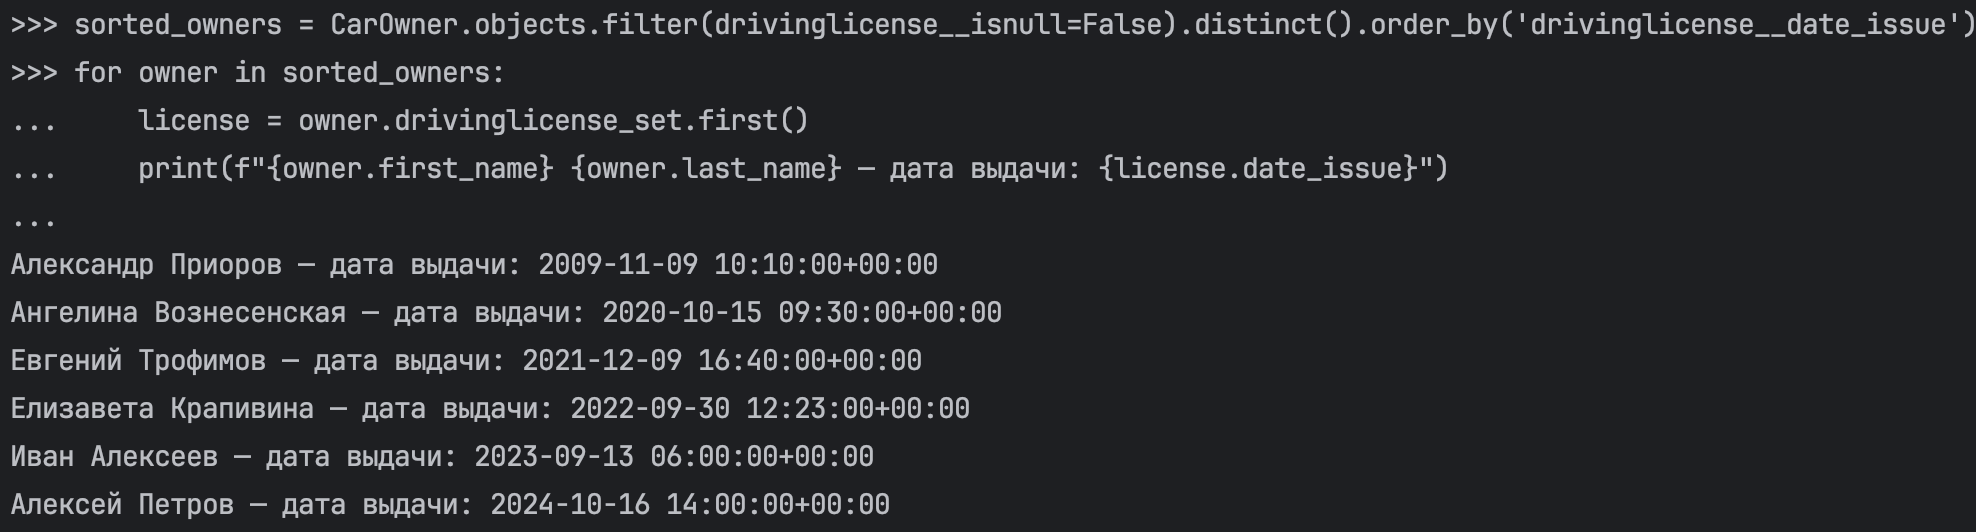 >>> sorted_owners = CarOwner.objects.filter(drivinglicense__isnull=False).distinct().order_by('drivinglicense__date_issue')
>>> for owner in sorted_owners:
...     license = owner.drivinglicense_set.first()
...     print(f"{owner.first_name} {owner.last_name} — дата выдачи: {license.date_issue}")
...
Александр Приоров — дата выдачи: 2009-11-09 10:10:00+00:00
Ангелина Вознесенская — дата выдачи: 2020-10-15 09:30:00+00:00
Евгений Трофимов — дата выдачи: 2021-12-09 16:40:00+00:00
Елизавета Крапивина — дата выдачи: 2022-09-30 12:23:00+00:00
Иван Алексеев — дата выдачи: 2023-09-13 06:00:00+00:00
Алексей Петров — дата выдачи: 2024-10-16 14:00:00+00:00